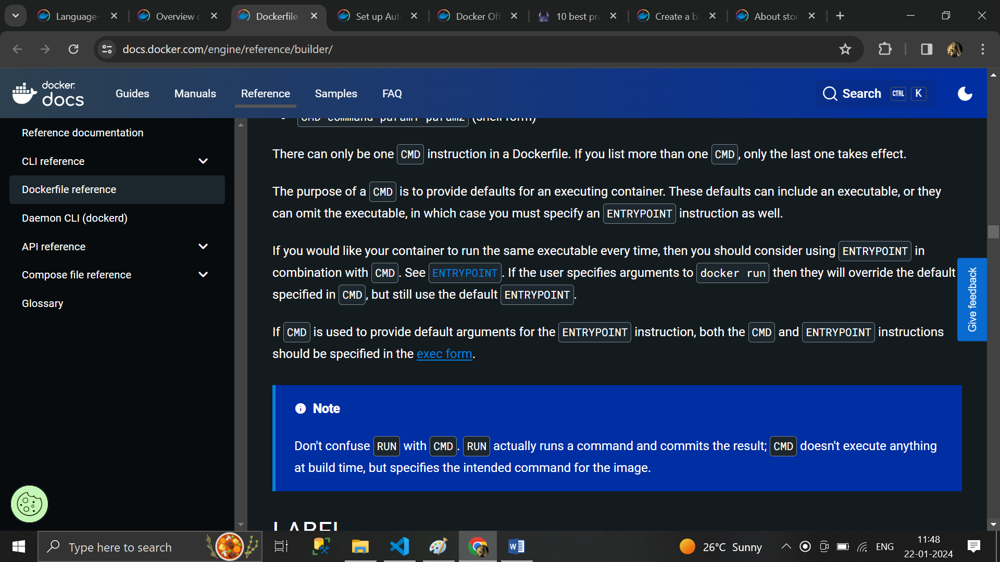 Language- Overview c Dockerfile Set up Aut Docker Off 10 best pra Create a ba About stor
docs.docker.com/engine/reference/builder/
docker docs Guides Manuals Reference Samples FAQ Search CTRL K
Reference documentation
CLI reference
Dockerfile reference
Daemon CLI (dockerd)
API reference
Compose file reference
Glossary
CMD command param1 param2 (shell form)
There can only be one CMD instruction in a Dockerfile. If you list more than one CMD, only the last one takes effect.
The purpose of a CMD is to provide defaults for an executing container. These defaults can include an executable, or they
can omit the executable, in which case you must specify an ENTRYPOINT instruction as well.
If you would like your container to run the same executable every time, then you should consider using ENTRYPOINT in
combination with CMD. See ENTRYPOINT. If the user specifies arguments to docker run then they will override the default
specified in CMD, but still use the default ENTRYPOINT.
If CMD is used to provide default arguments for the ENTRYPOINT instruction, both the CMD and ENTRYPOINT instructions
should be specified in the exec form.
Note
Don't confuse RUN with CMD. RUN actually runs a command and commits the result; CMD doesn't execute anything
at build time, but specifies the intended command for the image.
LABEL
Give feedback
Type here to search
26°C Sunny
ENG
11:48
22-01-2024